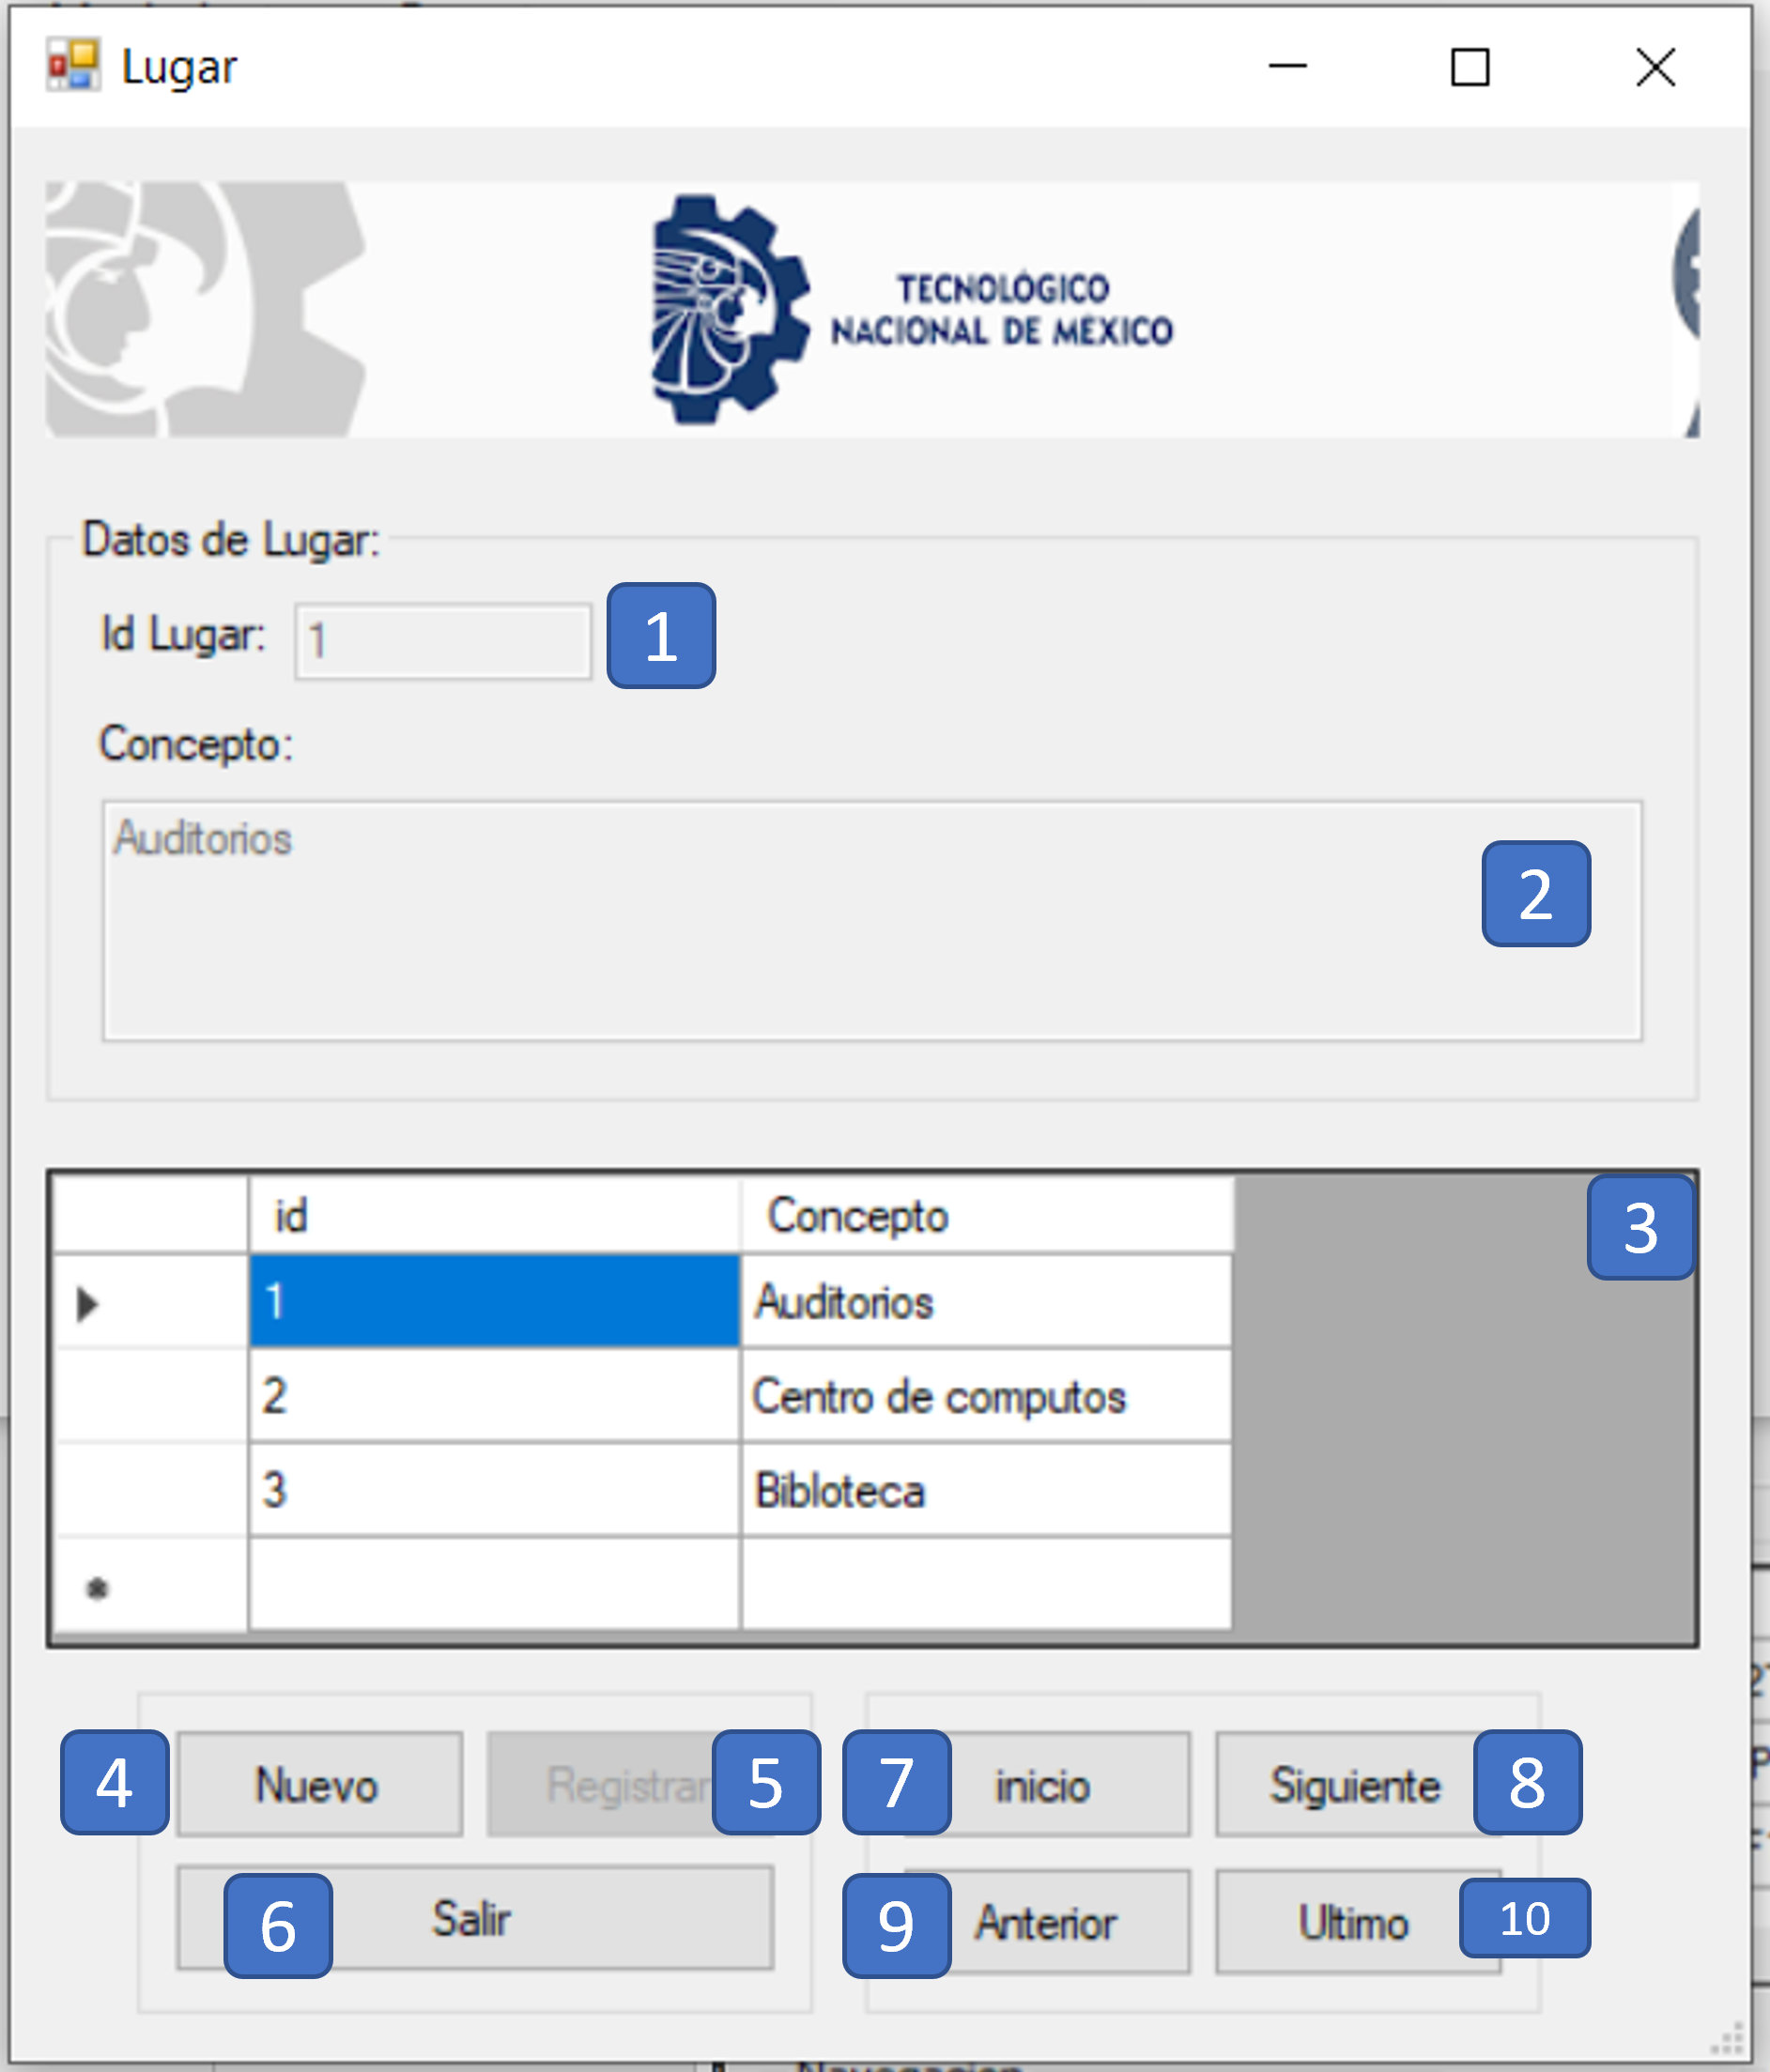 Lugar
TECNOLÓGICO
NACIONAL DE MÉXICO
Datos de Lugar:
Id Lugar: 1 1
Concepto:
Auditorios
2
id Concepto 3
1 Auditorios
2 Centro de computos
3 Bibloteca
4 Nuevo Registrar 5 7 inicio Siguiente 8
6 Salir 9 Anterior Ultimo 10